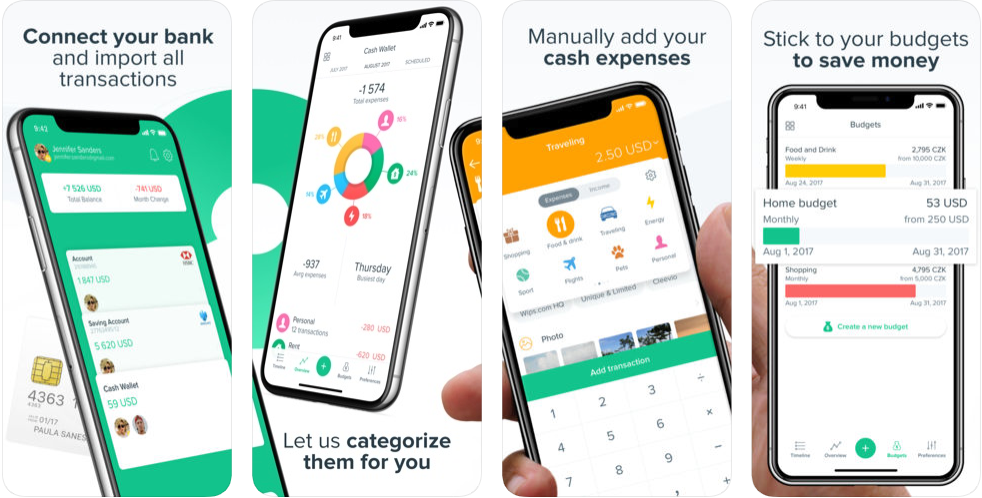 Connect your bank
and import all
transactions
9:42
Jennifer Sanders
+7 526 USD
Total Balance
-741 USD
Month Change
Account
1 847 USD
HSBC
Saving Account
5 620 USD
Cash Wallet
59 USD
4363
4363
01/17
PAULA SANES
9:41
Cash Wallet
JULY 2017
AUGUST 2017
SCHEDULED
-1 574
Total expenses
16%
24%
18%
-937
Avg expenses
Thursday
Busiest day
Personal
12 transactions
-280 USD
Rent
-620 USD
Timeline
Overview
Budgets
Preferences
Let us categorize
them for you
Manually add your
cash expenses
Traveling
2.50 USD
Expenses
Income
Shopping
Food & drink
Traveling
Energy
Sport
Flights
Pets
Personal
Wips.com HQ
Unique & Limited
Cleevio
Photo
Add transaction
1
2
3
÷
4
5
6
×
7
8
9
−
Stick to your budgets
to save money
9:41
Budgets
Food and Drink
2,795 CZK
Weekly
from 10,000 CZK
Aug 24, 2017
Aug 31, 2017
Home budget
53 USD
Monthly
from 250 USD
Aug 1, 2017
Aug 31, 2017
Shopping
4,795 CZK
Monthly
from 5,000 CZK
Aug 1, 2017
Aug 31, 2017
Create a new budget
Timeline
Overview
Budgets
Preferences